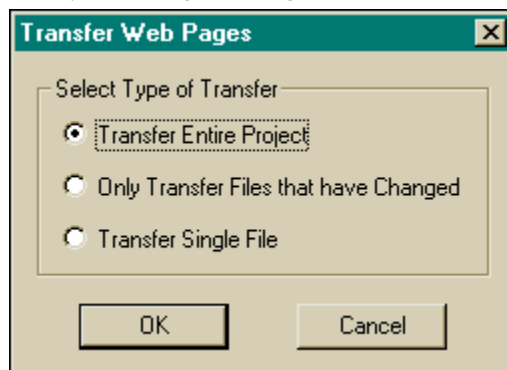 Transfer Web Pages
Select Type of Transfer
Transfer Entire Project
Only Transfer Files that have Changed
Transfer Single File
OK Cancel